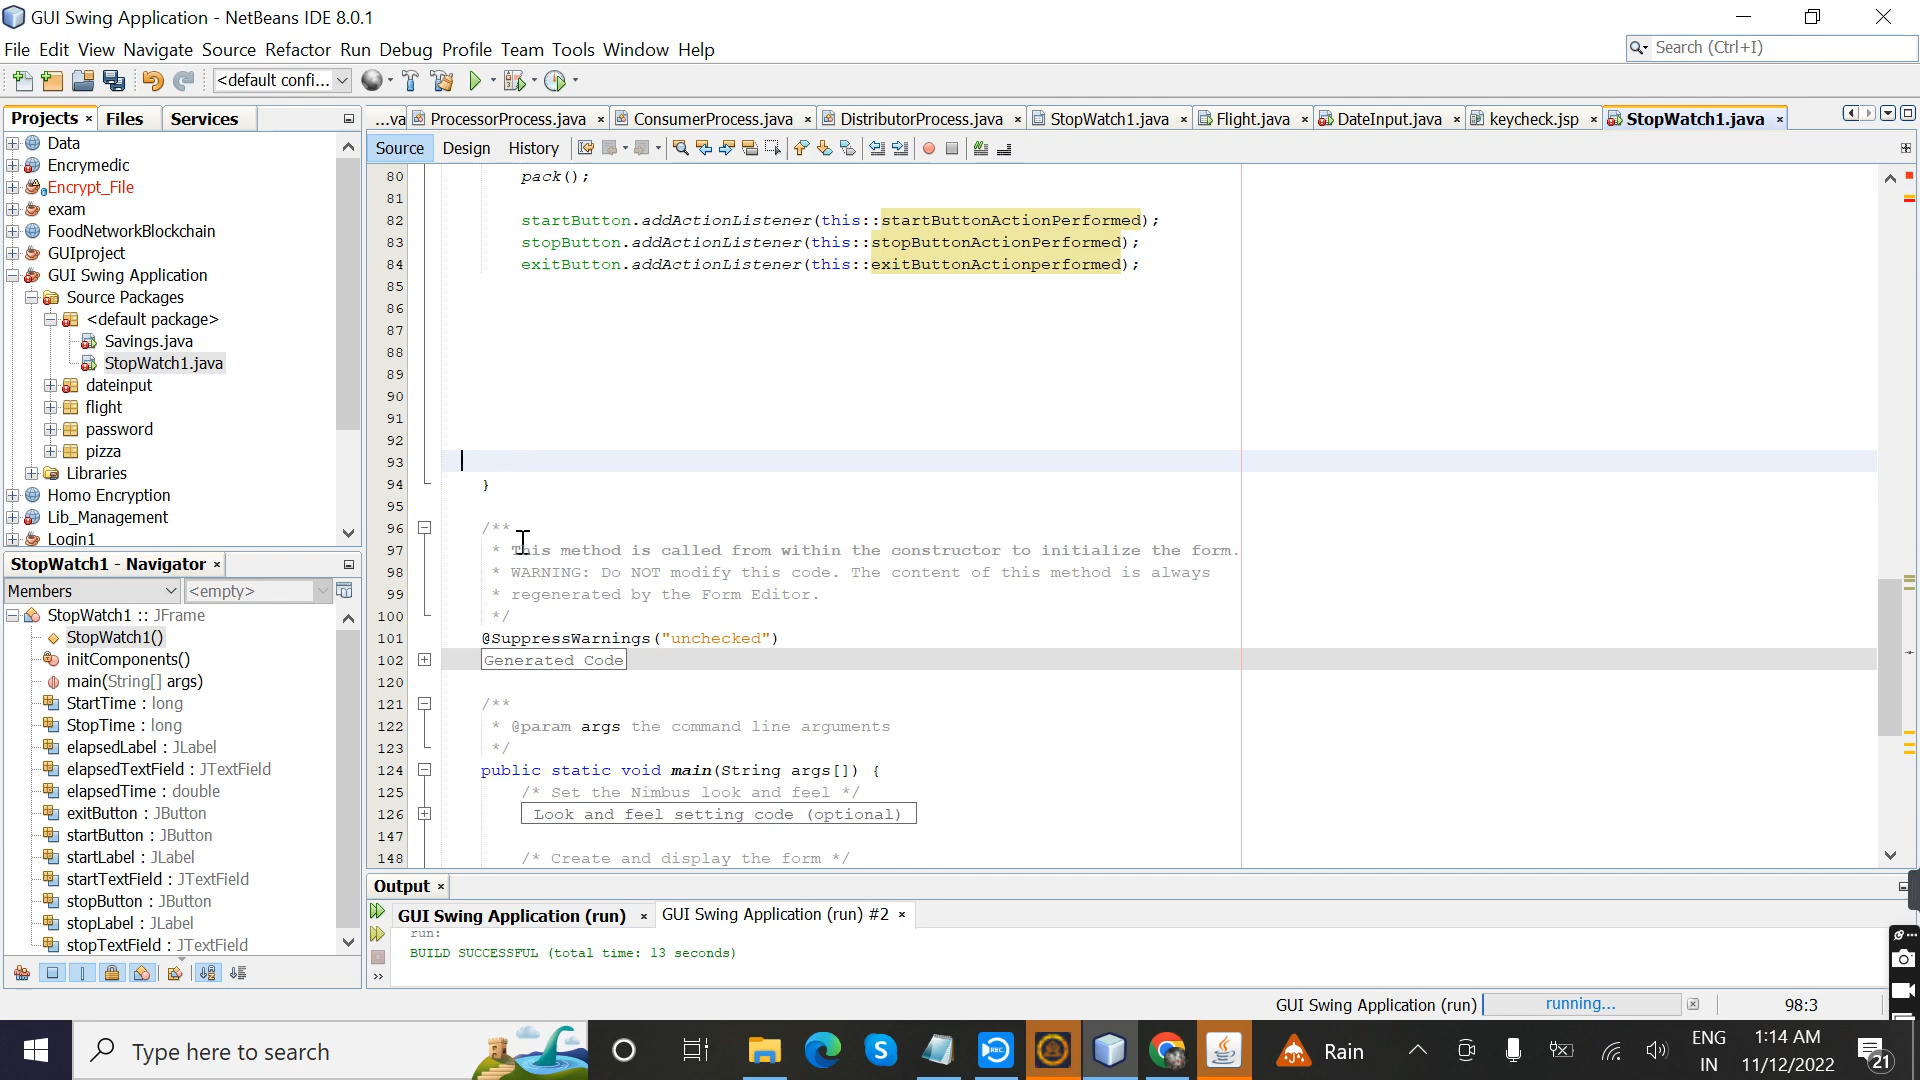 GUI Swing Application - NetBeans IDE 8.0.1
File Edit View Navigate Source Refactor Run Debug Profile Team Tools Window Help
Search (Ctrl+I)
<default confi...
Projects Files Services
...va ProcessorProcess.java ConsumerProcess.java DistributorProcess.java StopWatch1.java Flight.java DateInput.java keycheck.jsp StopWatch1.java
Source Design History
Data
Encrymedic
Encrypt_File
exam
FoodNetworkBlockchain
GUIproject
GUI Swing Application
Source Packages
<default package>
Savings.java
StopWatch1.java
dateinput
flight
password
pizza
Libraries
Homo Encryption
Lib_Management
Login1
StopWatch1 - Navigator
Members <empty>
StopWatch1 :: JFrame
StopWatch1()
initComponents()
main(String[] args)
StartTime : long
StopTime : long
elapsedLabel : JLabel
elapsedTextField : JTextField
elapsedTime : double
exitButton : JButton
startButton : JButton
startLabel : JLabel
startTextField : JTextField
stopButton : JButton
stopLabel : JLabel
stopTextField : JTextField
80 pack();
81
82 startButton.addActionListener(this::startButtonActionPerformed);
83 stopButton.addActionListener(this::stopButtonActionPerformed);
84 exitButton.addActionListener(this::exitButtonActionperformed);
85
86
87
88
89
90
91
92
93
94 }
95
96 /**
97 * This method is called from within the constructor to initialize the form.
98 * WARNING: Do NOT modify this code. The content of this method is always
99 * regenerated by the Form Editor.
100 */
101 @SuppressWarnings("unchecked")
102 Generated Code
120
121 /**
122 * @param args the command line arguments
123 */
124 public static void main(String args[]) {
125 /* Set the Nimbus look and feel */
126 Look and feel setting code (optional)
147
148 /* Create and display the form */
Output
GUI Swing Application (run) GUI Swing Application (run) #2
run:
BUILD SUCCESSFUL (total time: 13 seconds)
GUI Swing Application (run) running... 98:3
Type here to search
REC
Rain
ENG
IN
1:14 AM
11/12/2022
21